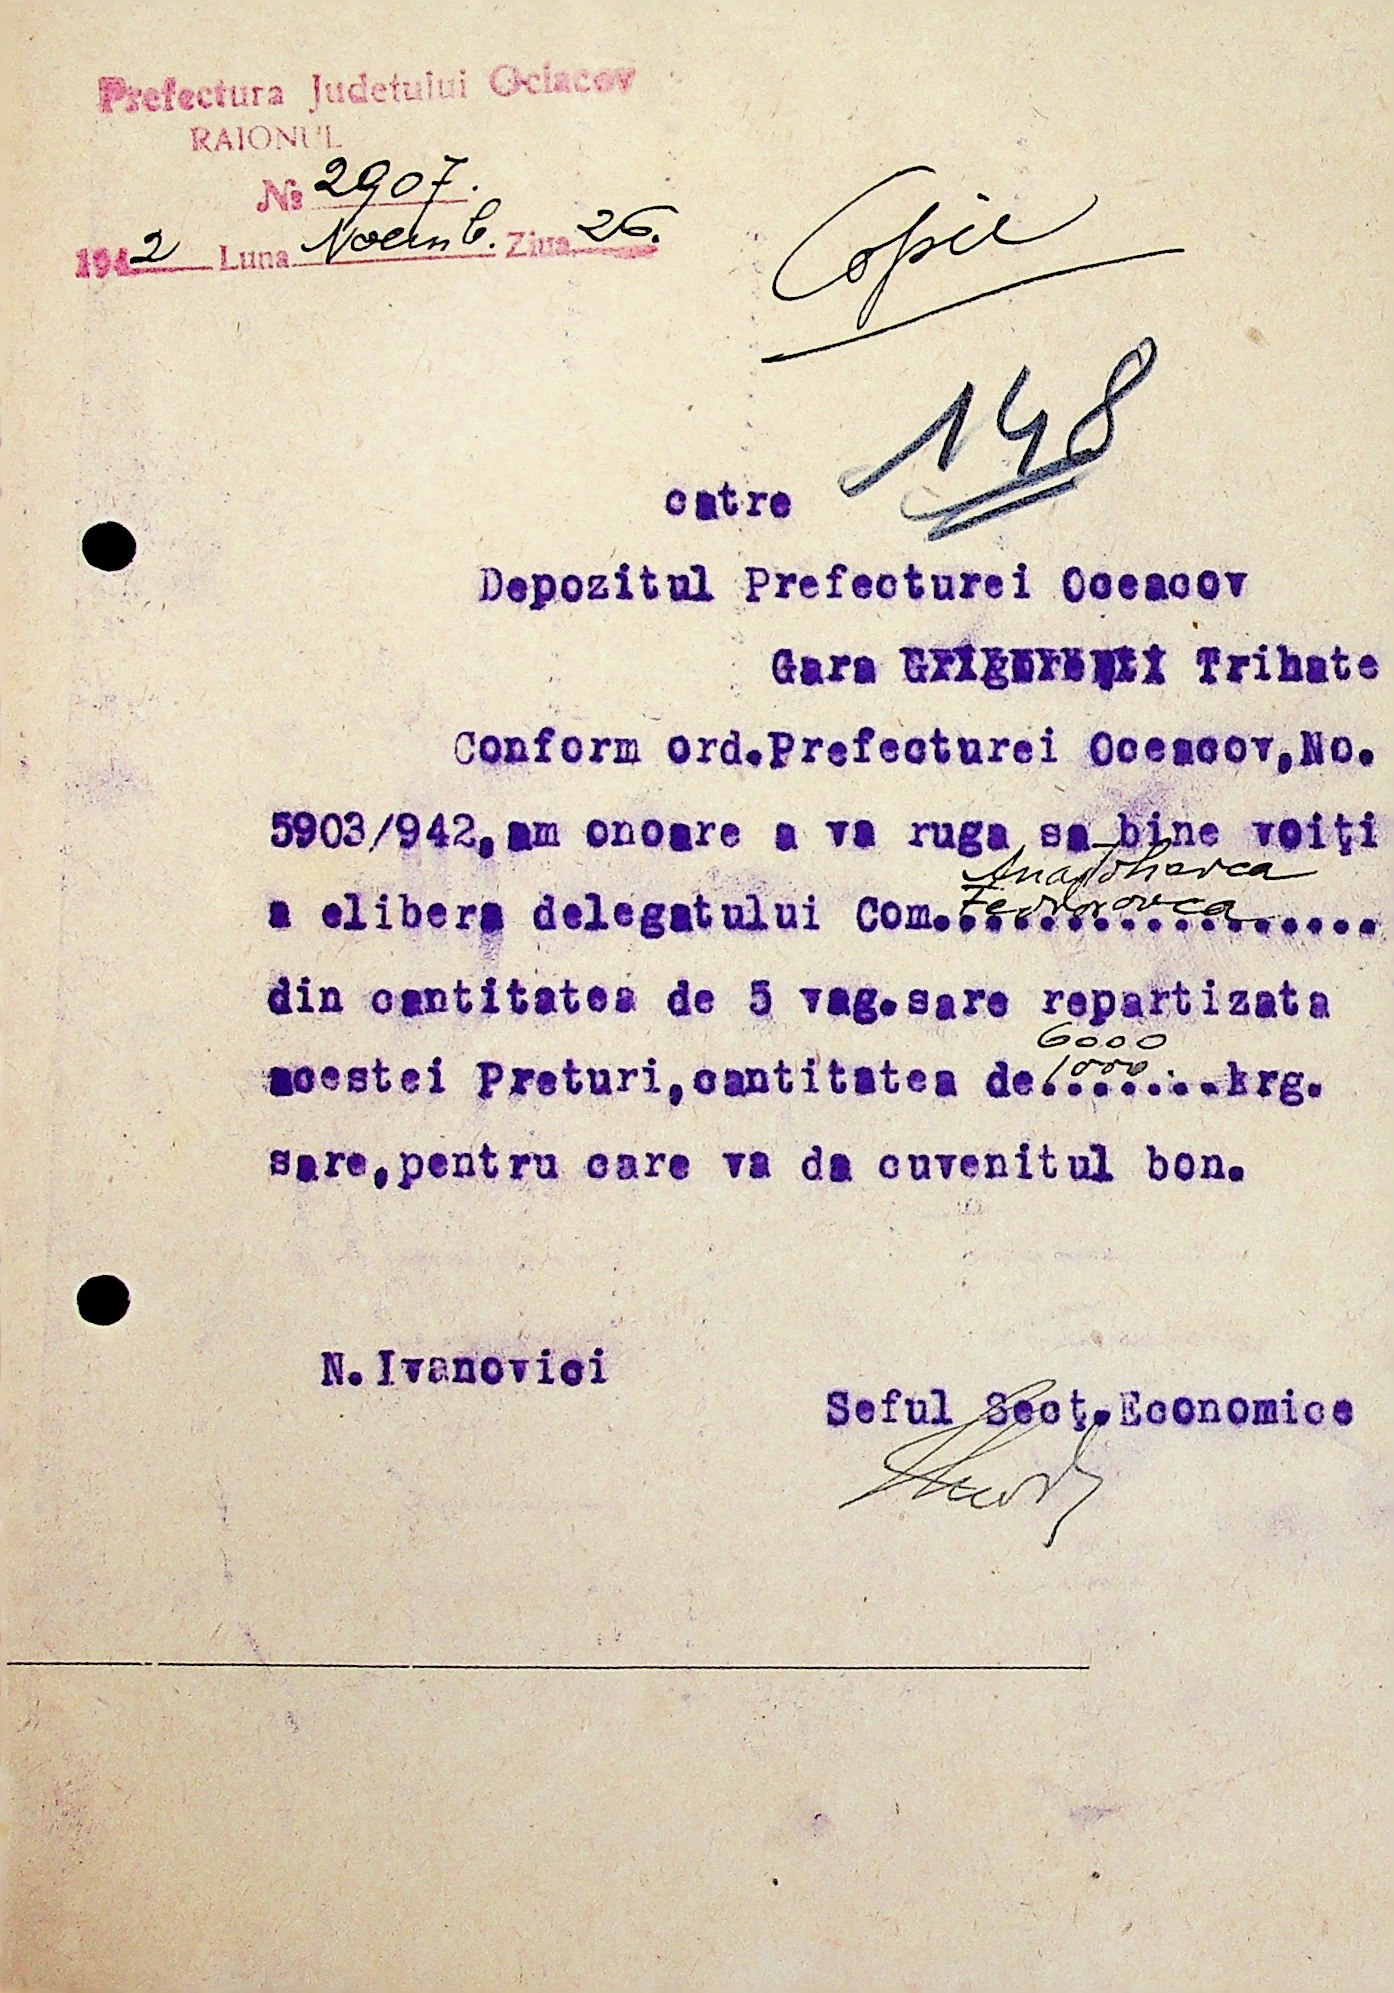 Prefectura Judetului Ociacov
RAIONUL
№ 2907.
1942 Luna Noemb. Ziua 26.
Copie
148
catre
Depozitul Prefecturei Oceacov
Gara Trihate
Conform ord.Prefecturei Oceacov,No.
5903/942,am onoare a va ruga sa bine voiţi
Anatolievca
a elibera delegatului Com. Feodorovca..................
din cantitatea de 5 vag.sare repartizata
6000
acestei Preturi,cantitatea de 1000.......krg.
sare,pentru care va da cuvenitul bon.
N.Ivanovici
Seful Secţ.Economice